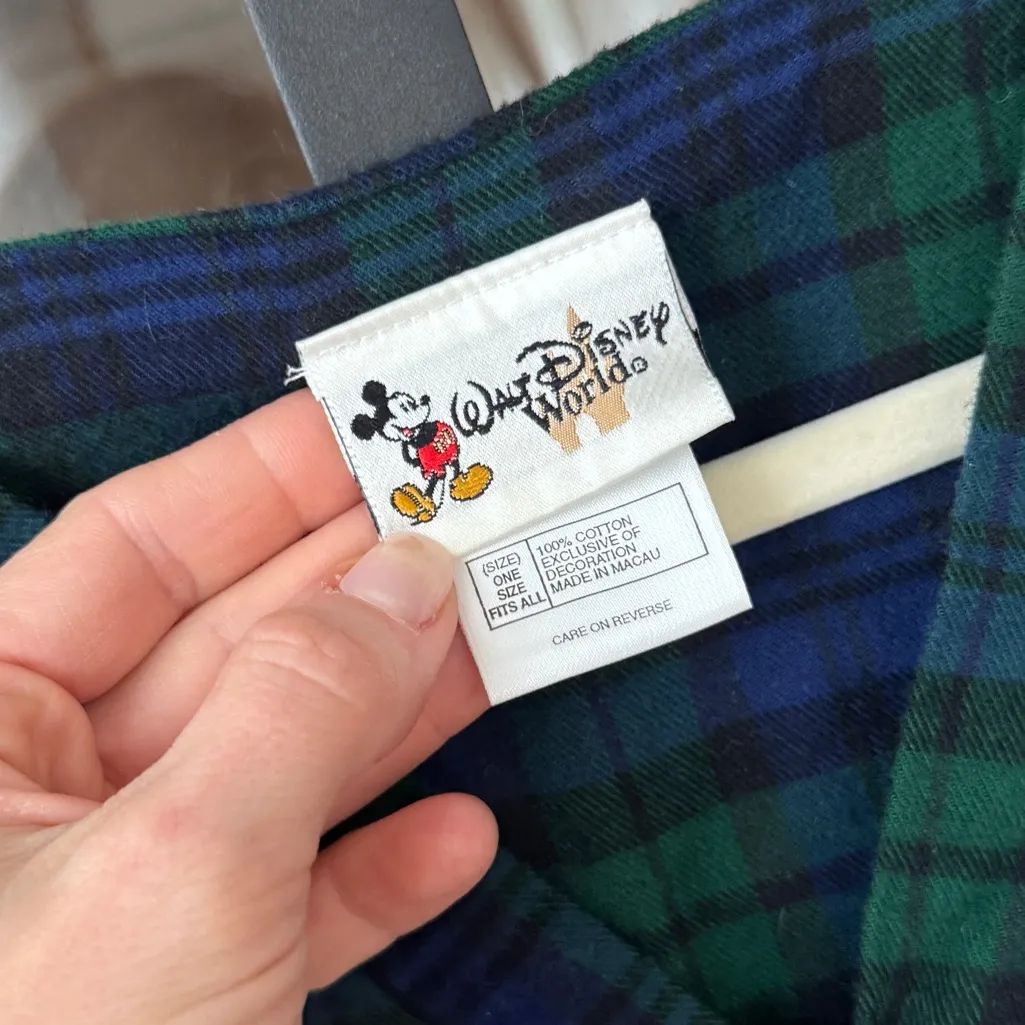 WALT DISNEY
World®
(SIZE)
ONE
SIZE
FITS ALL
100% COTTON
EXCLUSIVE OF
DECORATION
MADE IN MACAU
CARE ON REVERSE